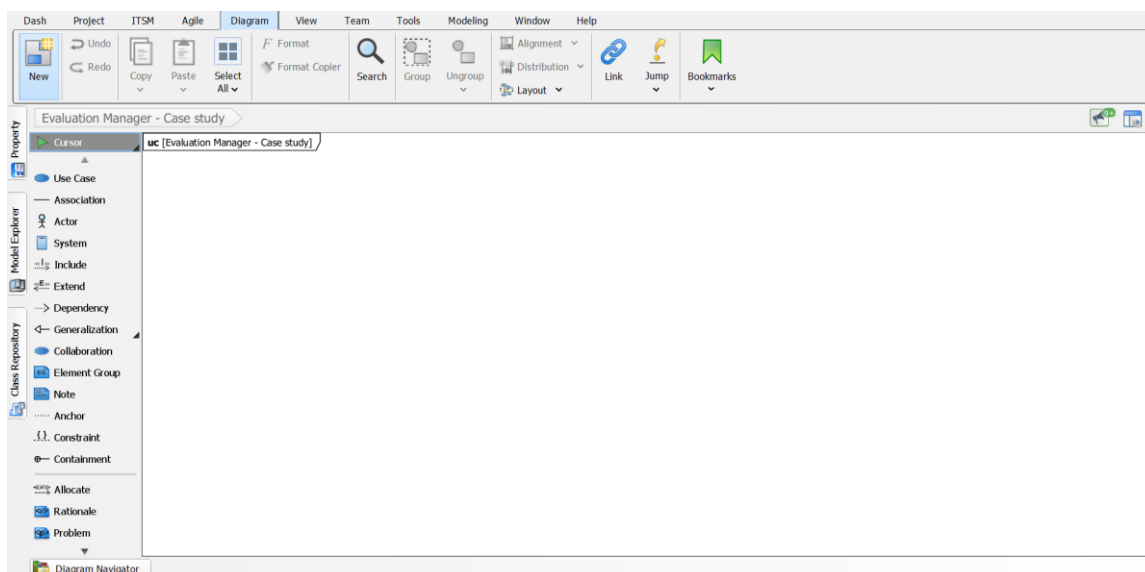 Dash Project ITSM Agile Diagram View Team Tools Modeling Window Help
New
Undo
Redo
Copy
Paste
Select
All
Format
Format Copier
Search
Group
Ungroup
Alignment
Distribution
Layout
Link
Jump
Bookmarks
Evaluation Manager - Case study
Property
Model Explorer
Class Repository
Cursor
Use Case
Association
Actor
System
Include
Extend
Dependency
Generalization
Collaboration
Element Group
Note
Anchor
Constraint
Containment
Allocate
Rationale
Problem
uc [Evaluation Manager - Case study]
Diagram Navigator